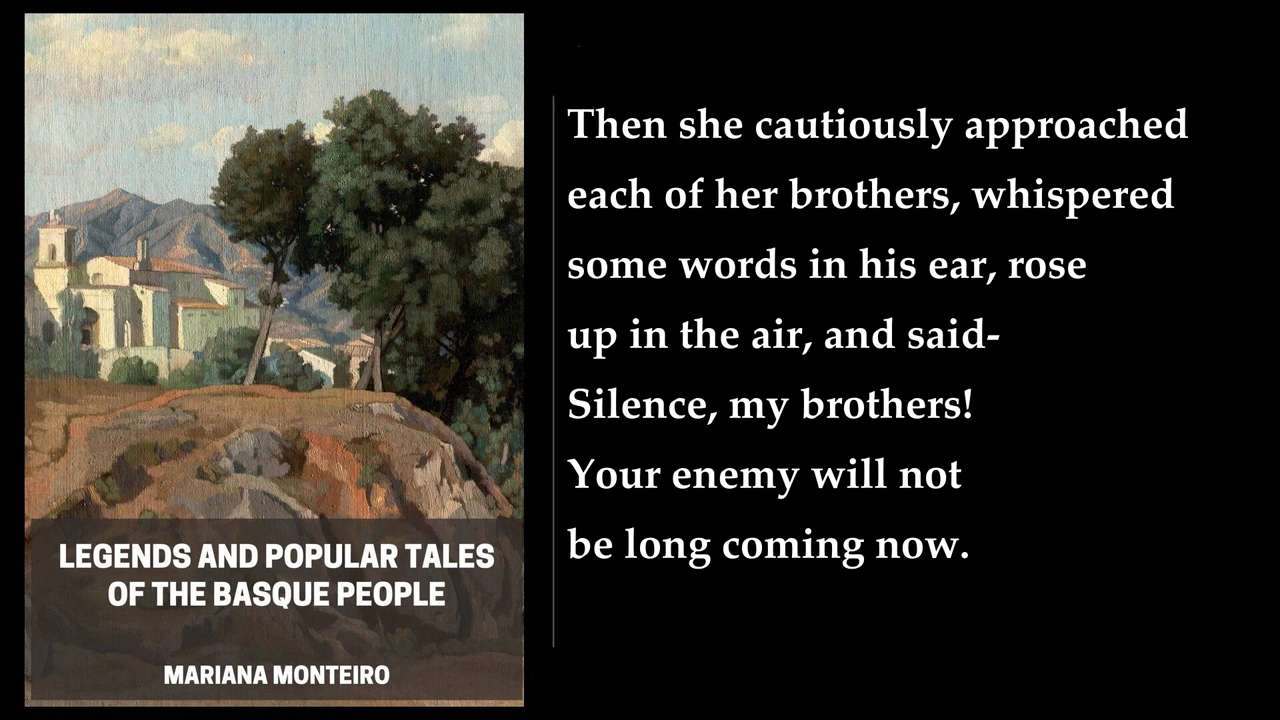 LEGENDS AND POPULAR TALES
OF THE BASQUE PEOPLE
MARIANA MONTEIRO
Then she cautiously approached
each of her brothers, whispered
some words in his ear, rose
up in the air, and said-
Silence, my brothers!
Your enemy will not
be long coming now.